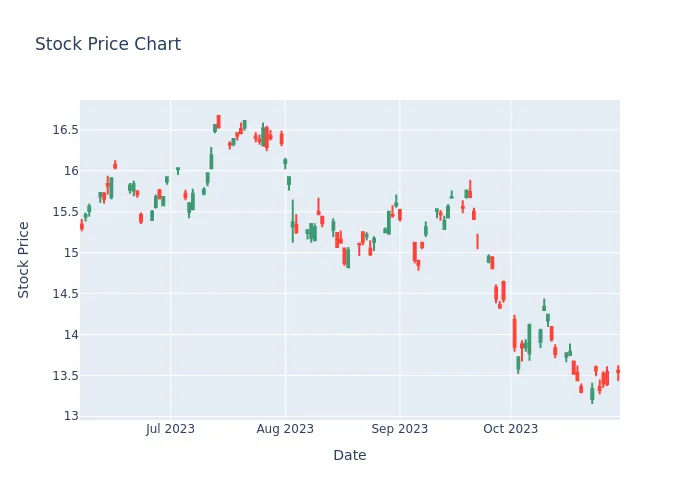 Stock Price Chart
16.5
16
15.5
15
14.5
14
13.5
13
Stock Price
Jul 2023
Aug 2023
Sep 2023
Oct 2023
Date